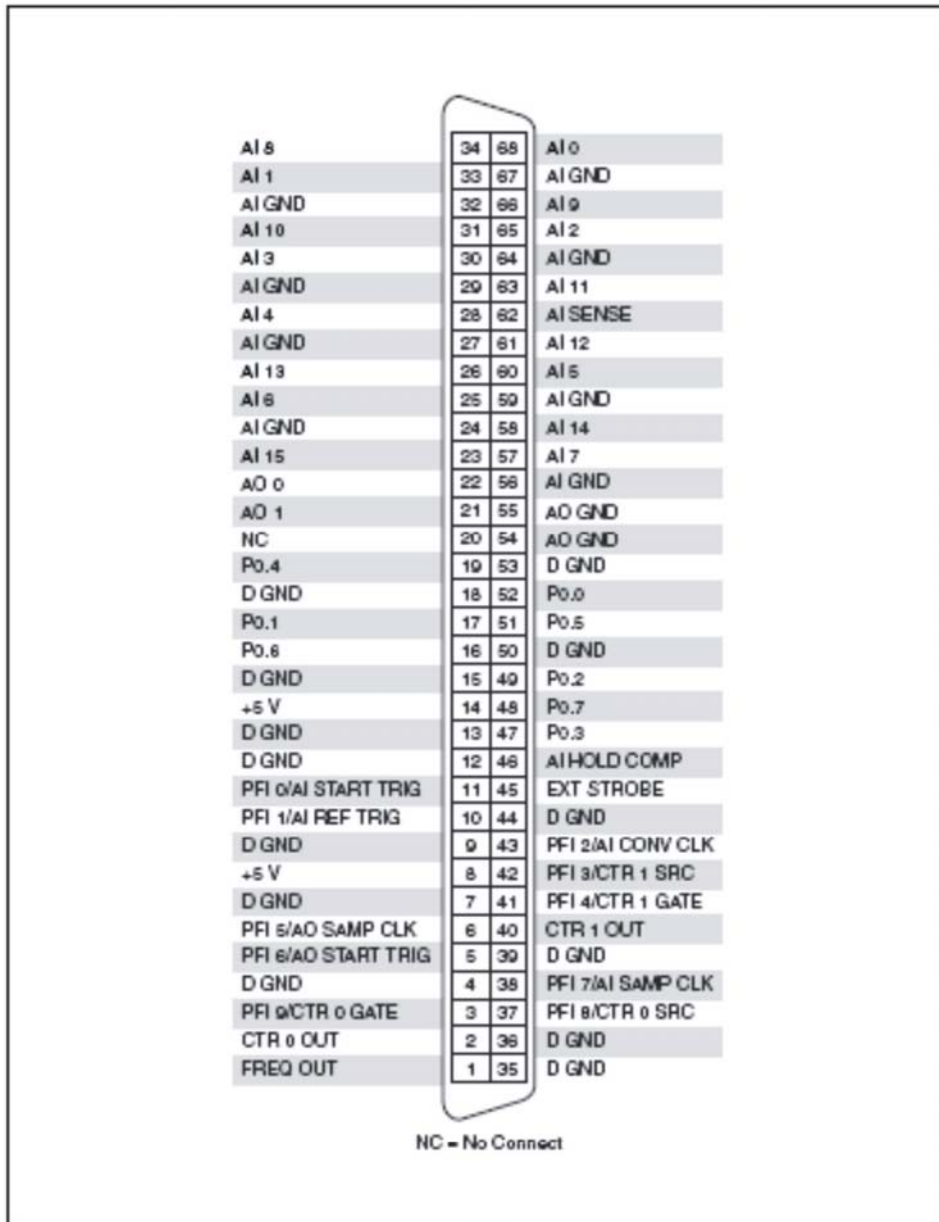 AI 8 34 68 AI 0
AI 1 33 67 AI GND
AI GND 32 66 AI 9
AI 10 31 65 AI 2
AI 3 30 64 AI GND
AI GND 29 63 AI 11
AI 4 28 62 AI SENSE
AI GND 27 61 AI 12
AI 13 26 60 AI 5
AI 6 25 59 AI GND
AI GND 24 58 AI 14
AI 15 23 57 AI 7
AO 0 22 56 AI GND
AO 1 21 55 AO GND
NC 20 54 AO GND
P0.4 19 53 D GND
D GND 18 52 P0.0
P0.1 17 51 P0.5
P0.6 16 50 D GND
D GND 15 49 P0.2
+5 V 14 48 P0.7
D GND 13 47 P0.3
D GND 12 46 AI HOLD COMP
PFI 0/AI START TRIG 11 45 EXT STROBE
PFI 1/AI REF TRIG 10 44 D GND
D GND 9 43 PFI 2/AI CONV CLK
+5 V 8 42 PFI 3/CTR 1 SRC
D GND 7 41 PFI 4/CTR 1 GATE
PFI 5/AO SAMP CLK 6 40 CTR 1 OUT
PFI 6/AO START TRIG 5 39 D GND
D GND 4 38 PFI 7/AI SAMP CLK
PFI 9/CTR 0 GATE 3 37 PFI 8/CTR 0 SRC
CTR 0 OUT 2 36 D GND
FREQ OUT 1 35 D GND
NC = No Connect